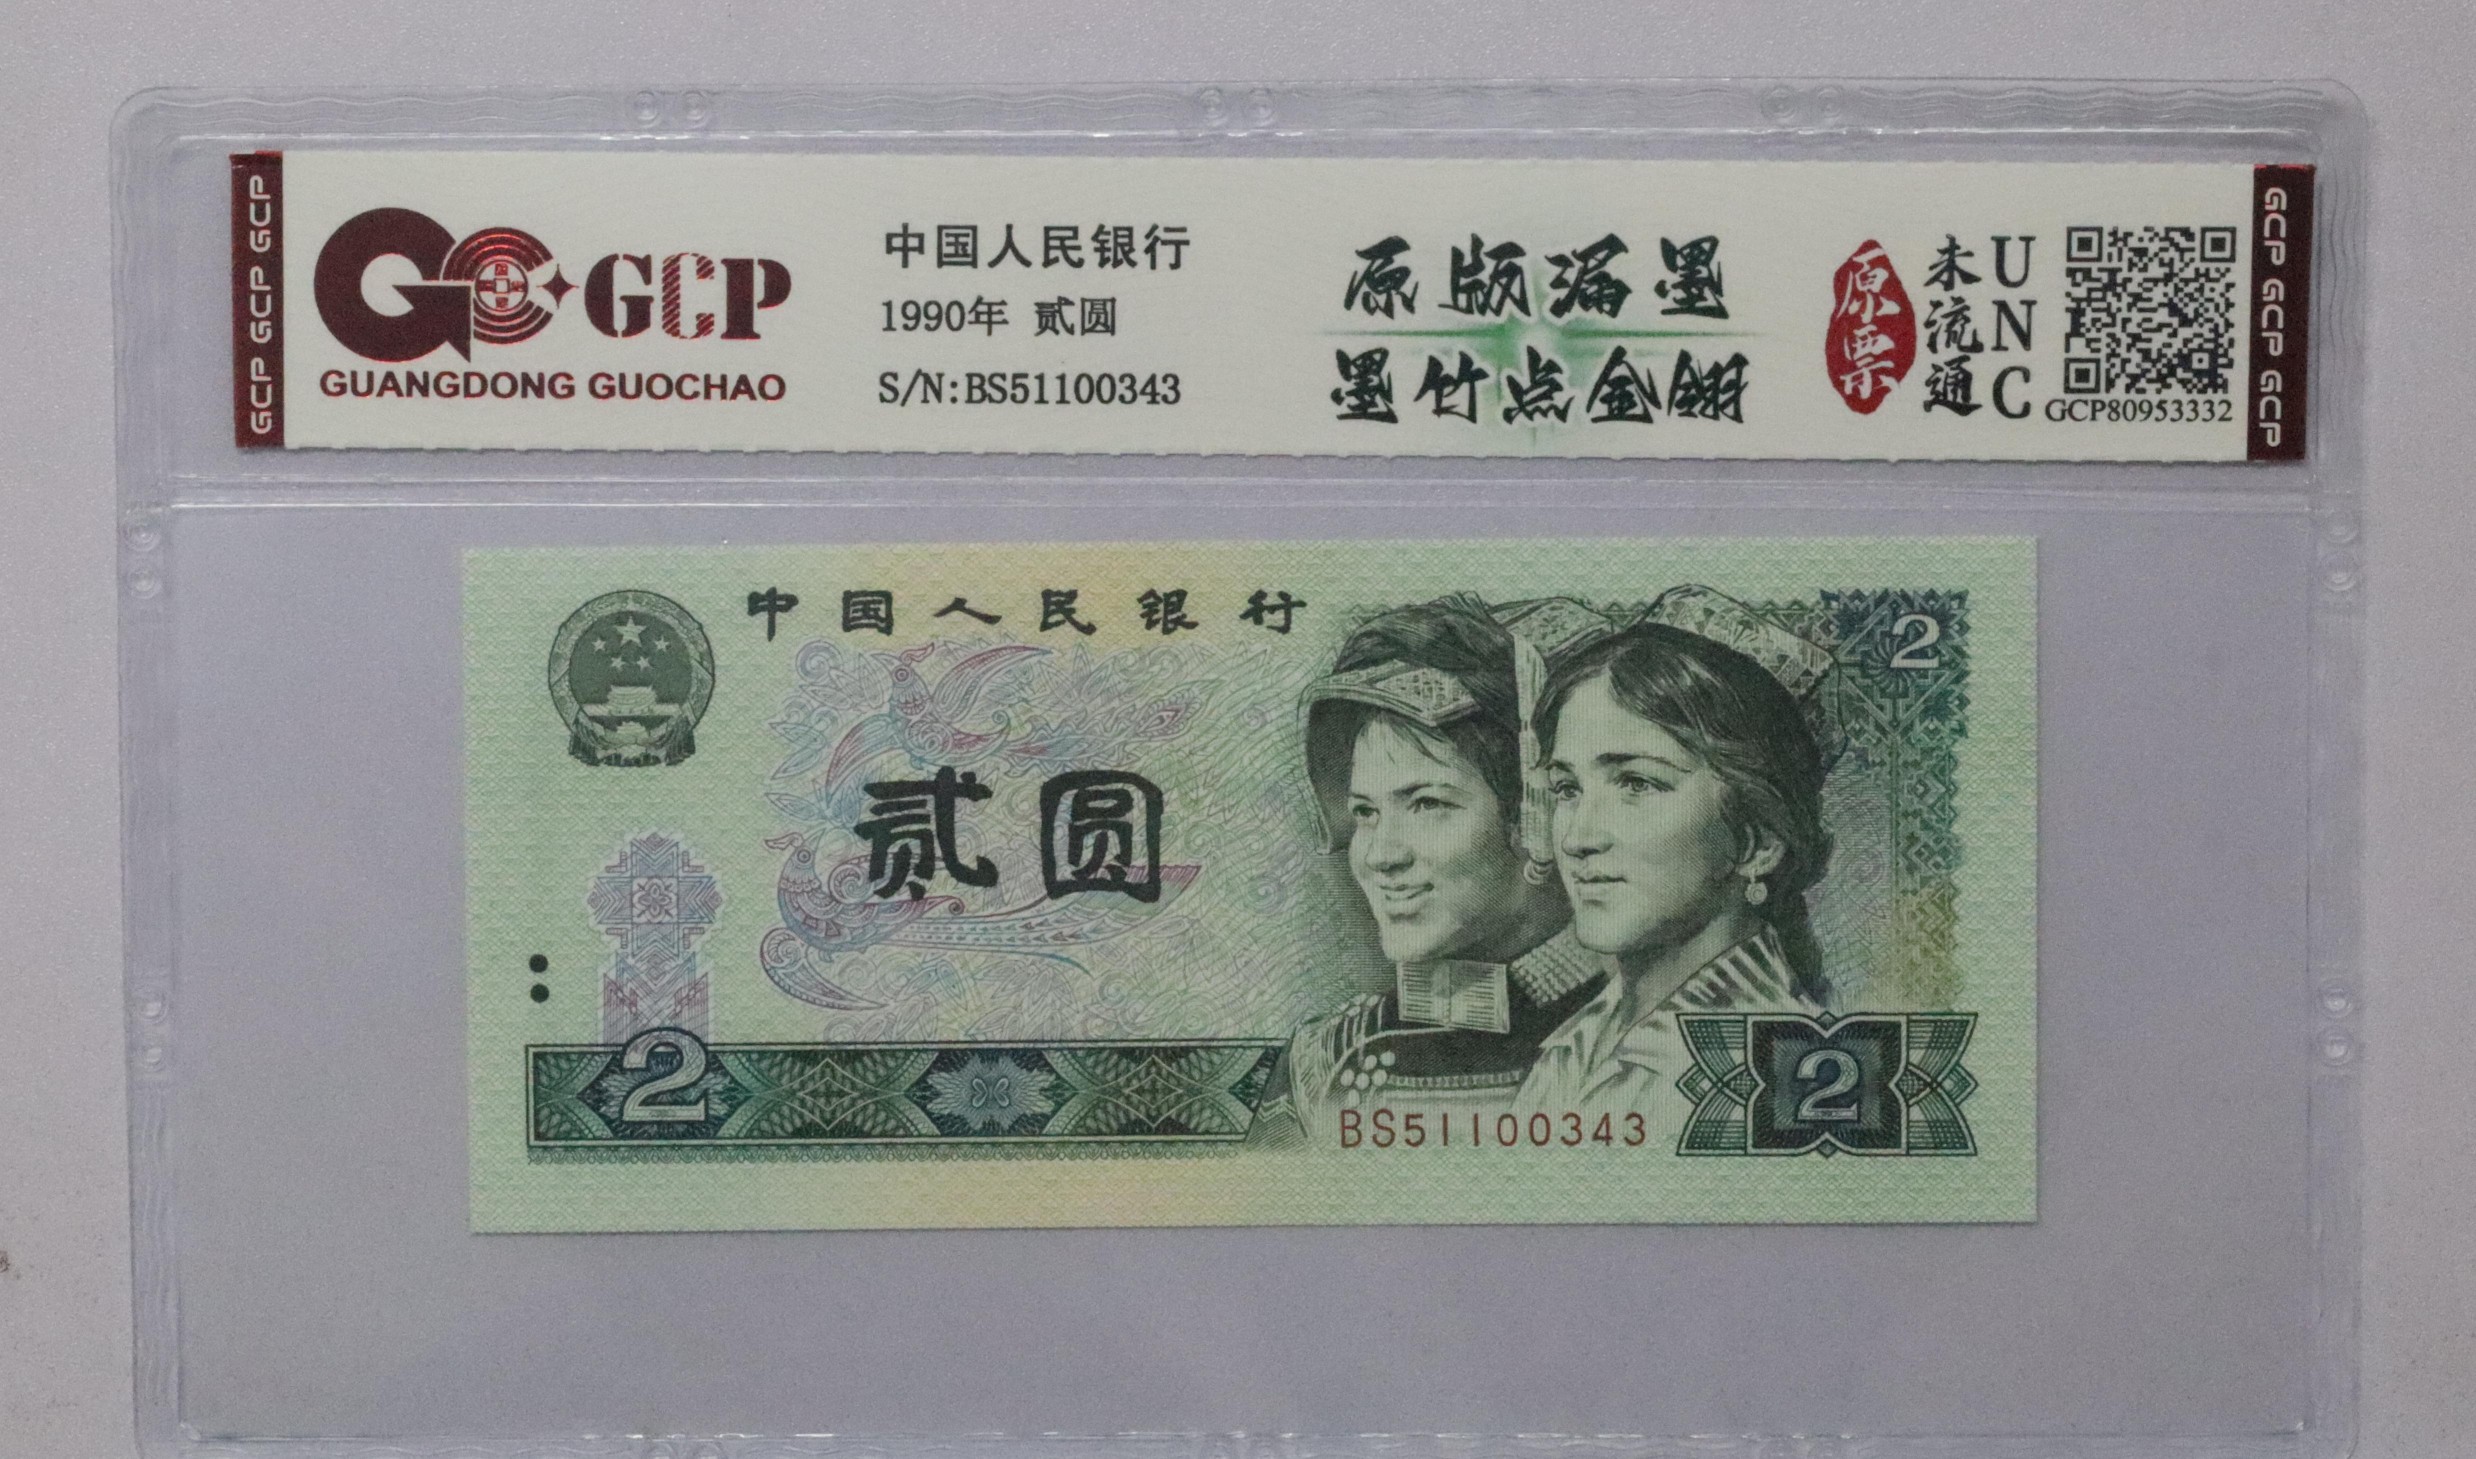 GCP GCP GCP
GCP
GUANGDONG GUOCHAO
中国人民银行
1990年 贰圆
S/N:BS51100343
原版漏墨
墨竹点金翎
原票
未流通
UNC
GCP80953332
GCP GCP GCP
中国人民银行
2
贰圆
2
BS51100343
2